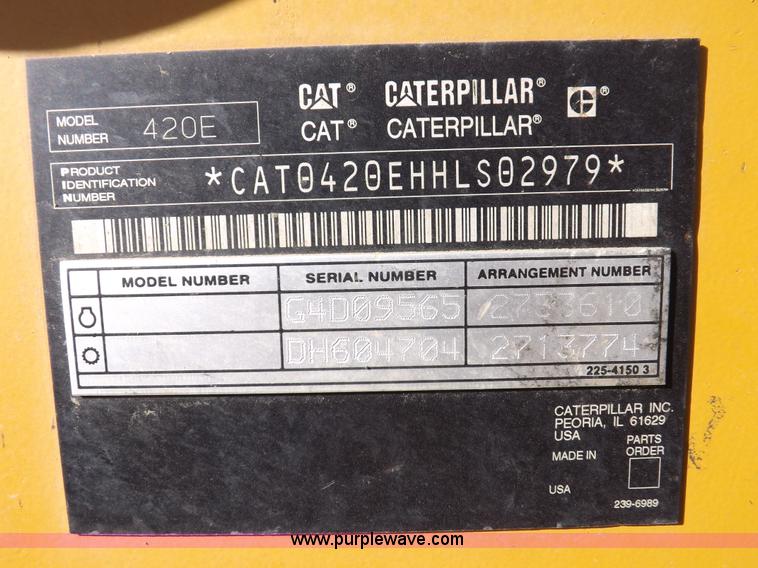 CAT® CATERPILLAR®
CAT® CATERPILLAR®
MODEL NUMBER 420E
PRODUCT IDENTIFICATION NUMBER *CAT0420EHHLS02979*
MODEL NUMBER SERIAL NUMBER ARRANGEMENT NUMBER
G4D09565 2733610
DH604704 2713774
225-4150 3
CATERPILLAR INC.
PEORIA, IL 61629
USA
PARTS ORDER
MADE IN
USA
239-6989
www.purplewave.com